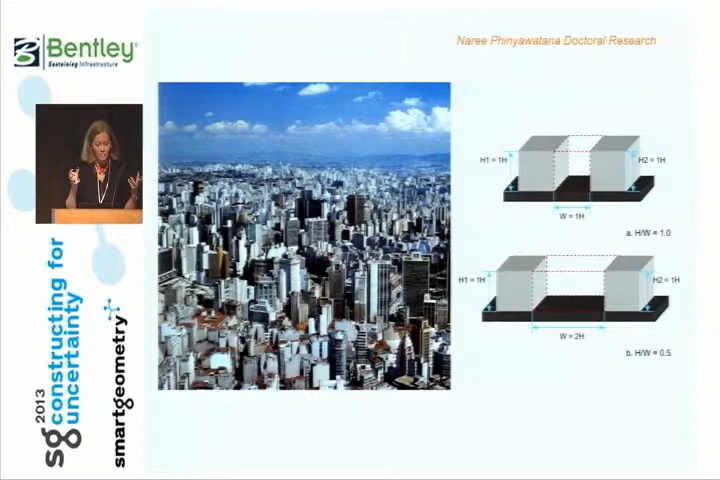 Bentley®
Sustaining Infrastructure
Naree Phinyawatana Doctoral Research
H1 = 1H
H2 = 1H
W = 1H
a. H/W = 1.0
H1 = 1H
H2 = 1H
W = 2H
b. H/W = 0.5
sg 2013
constructing for
uncertainty
smartgeometry